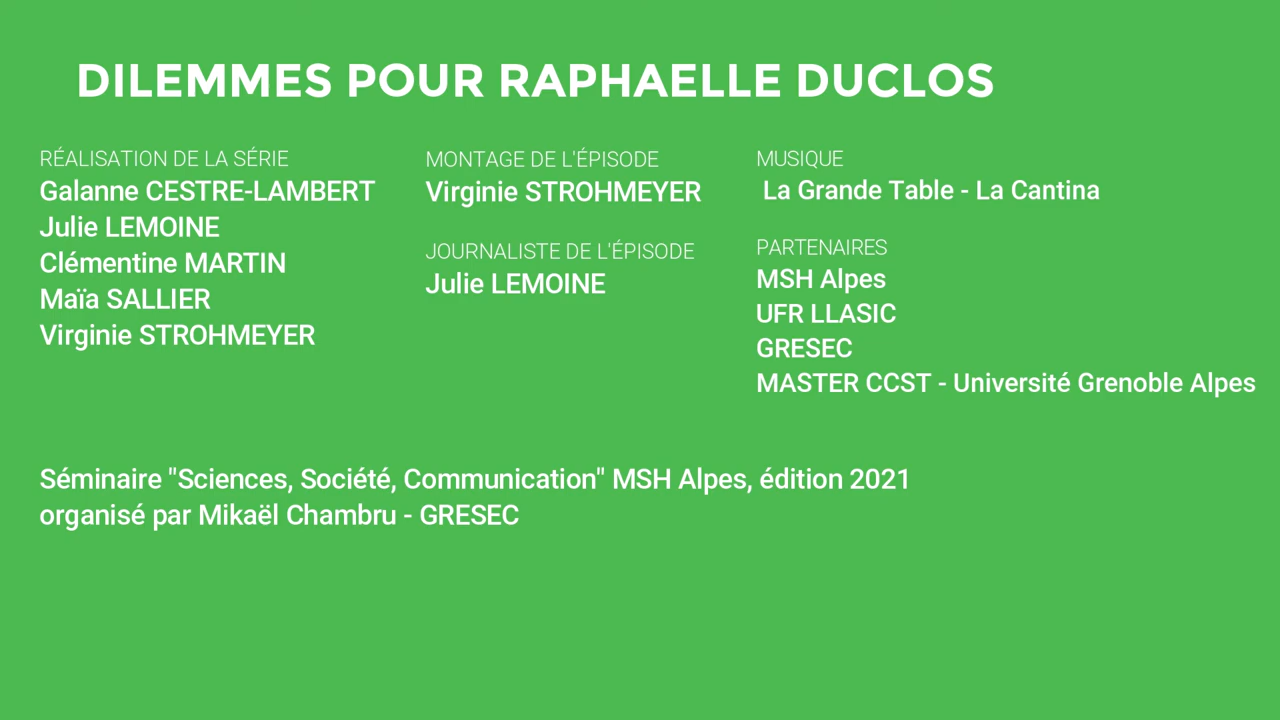 DILEMMES POUR RAPHAELLE DUCLOS
RÉALISATION DE LA SÉRIE
Galanne CESTRE-LAMBERT
Julie LEMOINE
Clémentine MARTIN
Maïa SALLIER
Virginie STROHMEYER
MONTAGE DE L'ÉPISODE
Virginie STROHMEYER
JOURNALISTE DE L'ÉPISODE
Julie LEMOINE
MUSIQUE
La Grande Table - La Cantina
PARTENAIRES
MSH Alpes
UFR LLASIC
GRESEC
MASTER CCST - Université Grenoble Alpes
Séminaire "Sciences, Société, Communication" MSH Alpes, édition 2021
organisé par Mikaël Chambru - GRESEC